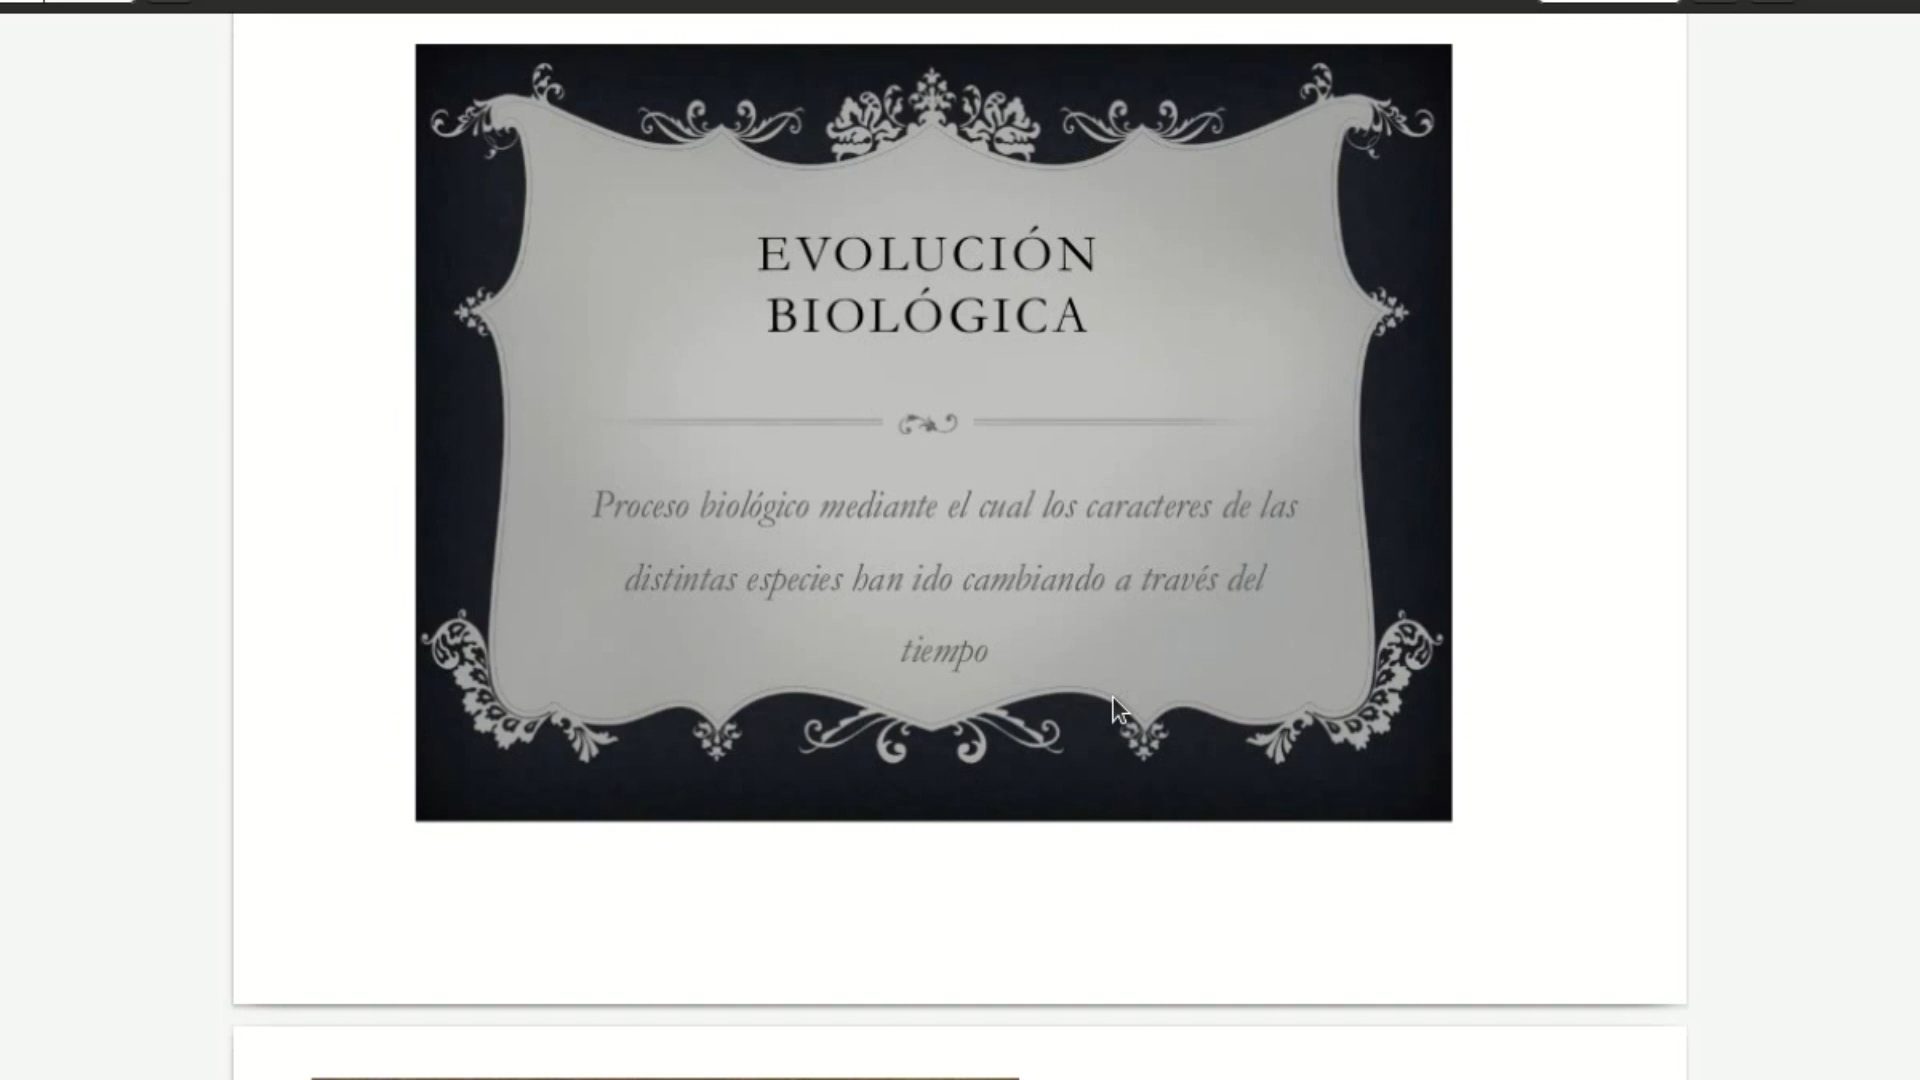 EVOLUCIÓN
BIOLÓGICA
Proceso biológico mediante el cual los caracteres de las
distintas especies han ido cambiando a través del
tiempo